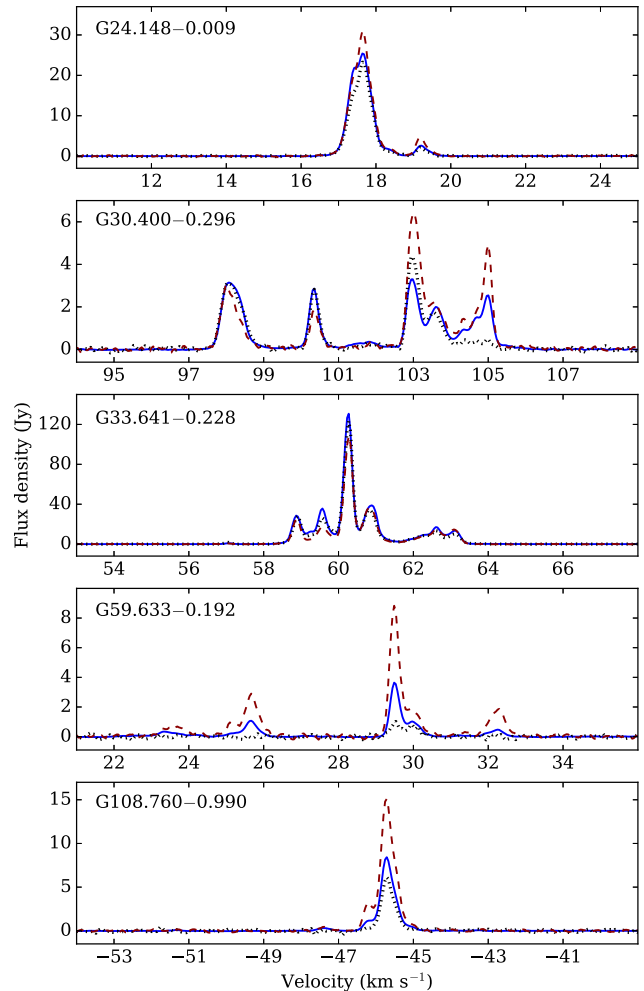 G24.148−0.009
30
20
10
0
12 14 16 18 20 22 24
G30.400−0.296
6
4
2
0
95 97 99 101 103 105 107
G33.641−0.228
120
80
40
0
54 56 58 60 62 64 66
Flux density (Jy)
G59.633−0.192
8
6
4
2
0
22 24 26 28 30 32 34
G108.760−0.990
15
10
5
0
−53 −51 −49 −47 −45 −43 −41
Velocity (km s⁻¹)